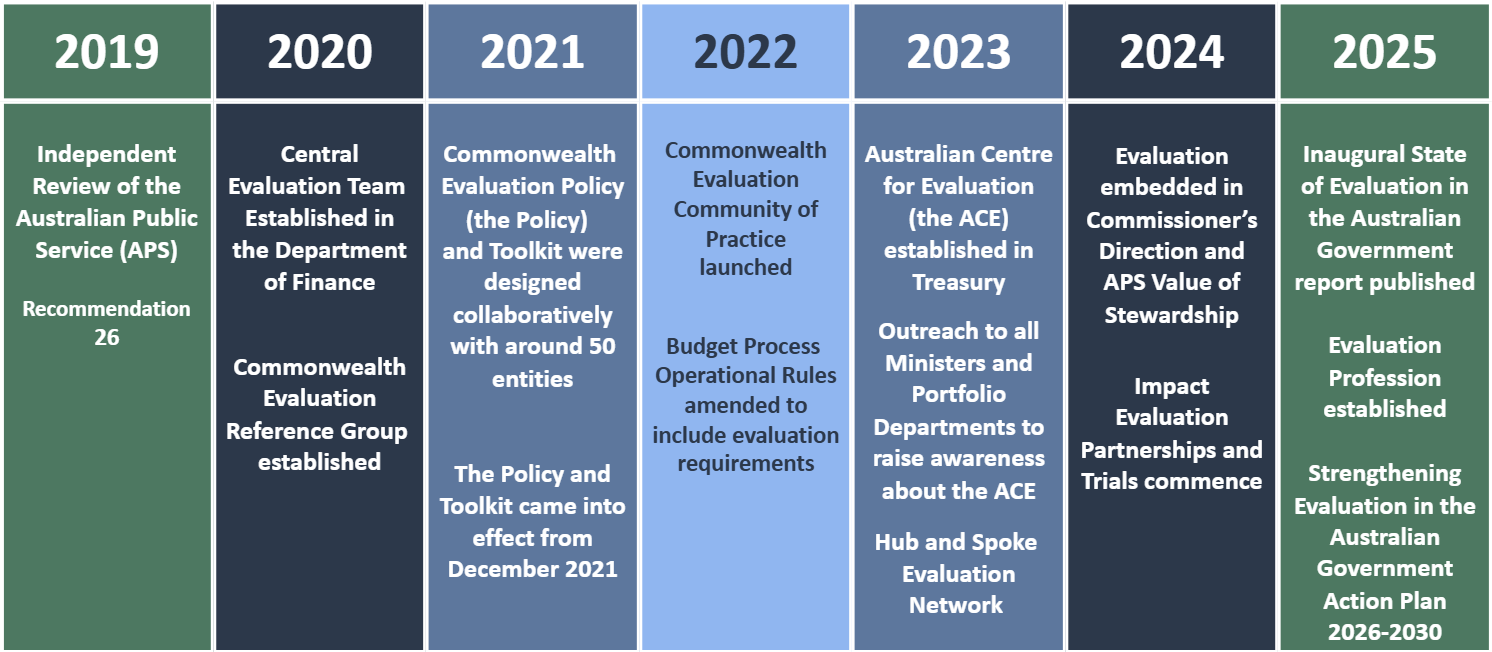 2019
Independent
Review of the
Australian Public
Service (APS)
Recommendation
26
2020
Central
Evaluation Team
Established in
the Department
of Finance
Commonwealth
Evaluation
Reference Group
established
2021
Commonwealth
Evaluation Policy
(the Policy)
and Toolkit were
designed
collaboratively
with around 50
entities
The Policy and
Toolkit came into
effect from
December 2021
2022
Commonwealth
Evaluation
Community of
Practice
launched
Budget Process
Operational Rules
amended to
include evaluation
requirements
2023
Australian Centre
for Evaluation
(the ACE)
established in
Treasury
Outreach to all
Ministers and
Portfolio
Departments to
raise awareness
about the ACE
Hub and Spoke
Evaluation
Network
2024
Evaluation
embedded in
Commissioner’s
Direction and
APS Value of
Stewardship
Impact
Evaluation
Partnerships and
Trials commence
2025
Inaugural State
of Evaluation in
the Australian
Government
report published
Evaluation
Profession
established
Strengthening
Evaluation in the
Australian
Government
Action Plan
2026-2030